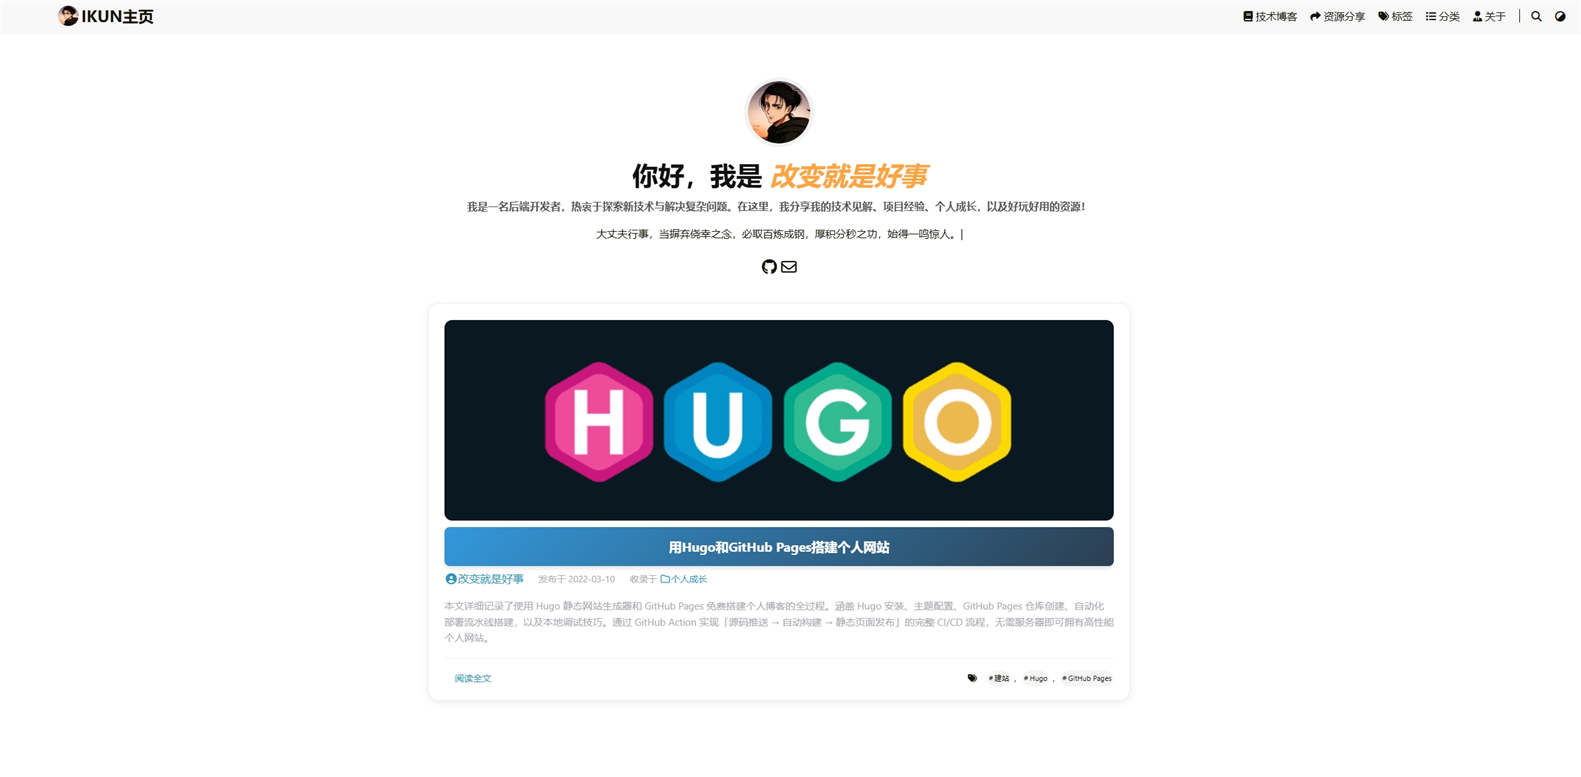 IKUN主页
技术博客 资源分享 标签 分类 关于
你好，我是 改变就是好事
我是一名后端开发者，热衷于探索新技术与解决复杂问题。在这里，我分享我的技术见解、项目经验、个人成长，以及好玩好用的资源！
大丈夫行事，当摒弃侥幸之念，必取百炼成钢，厚积分秒之功，始得一鸣惊人。|
HUGO
用Hugo和GitHub Pages搭建个人网站
改变就是好事 发布于 2022-03-10 收录于 个人成长
本文详细记录了使用 Hugo 静态网站生成器和 GitHub Pages 免费搭建个人博客的全过程。涵盖 Hugo 安装、主题配置、GitHub Pages 仓库创建、自动化
部署流水线搭建，以及本地调试技巧。通过 GitHub Action 实现「源码推送 → 自动构建 → 静态页面发布」的完整 CI/CD 流程，无需服务器即可拥有高性能
个人网站。
阅读全文 # 建站 ， # Hugo ， # GitHub Pages